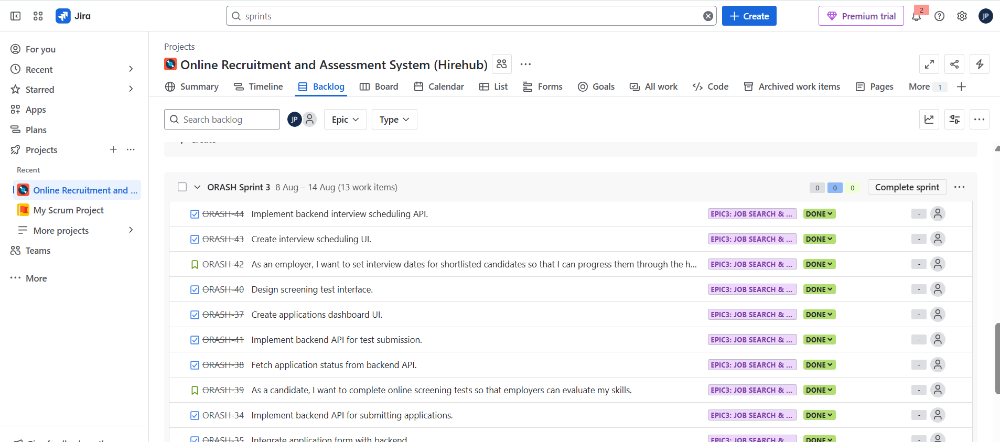 Jira
sprints
Create
Premium trial
2
JP
For you
Recent
Starred
Apps
Plans
Projects
Recent
Online Recruitment and ...
My Scrum Project
More projects
Teams
More
Projects
Online Recruitment and Assessment System (Hirehub)
Summary Timeline Backlog Board Calendar List Forms Goals All work Code Archived work items Pages More 1
Search backlog JP Epic Type
ORASH Sprint 3 8 Aug – 14 Aug (13 work items) 0 0 0 Complete sprint
ORASH-44 Implement backend interview scheduling API. EPIC3: JOB SEARCH & ... DONE -
ORASH-43 Create interview scheduling UI. EPIC3: JOB SEARCH & ... DONE -
ORASH-42 As an employer, I want to set interview dates for shortlisted candidates so that I can progress them through the h... EPIC3: JOB SEARCH & ... DONE -
ORASH-40 Design screening test interface. EPIC3: JOB SEARCH & ... DONE -
ORASH-37 Create applications dashboard UI. EPIC3: JOB SEARCH & ... DONE -
ORASH-41 Implement backend API for test submission. EPIC3: JOB SEARCH & ... DONE -
ORASH-38 Fetch application status from backend API. EPIC3: JOB SEARCH & ... DONE -
ORASH-39 As a candidate, I want to complete online screening tests so that employers can evaluate my skills. EPIC3: JOB SEARCH & ... DONE -
ORASH-34 Implement backend API for submitting applications. EPIC3: JOB SEARCH & ... DONE -
ORASH-35 Integrate application form with backend. EPIC3: JOB SEARCH & ... DONE -